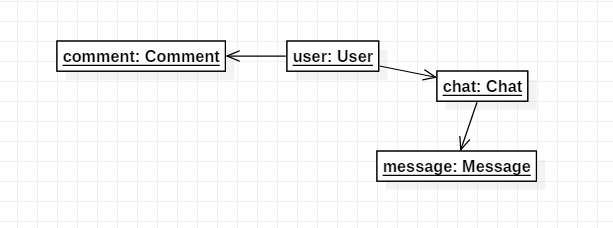 comment: Comment
user: User
chat: Chat
message: Message